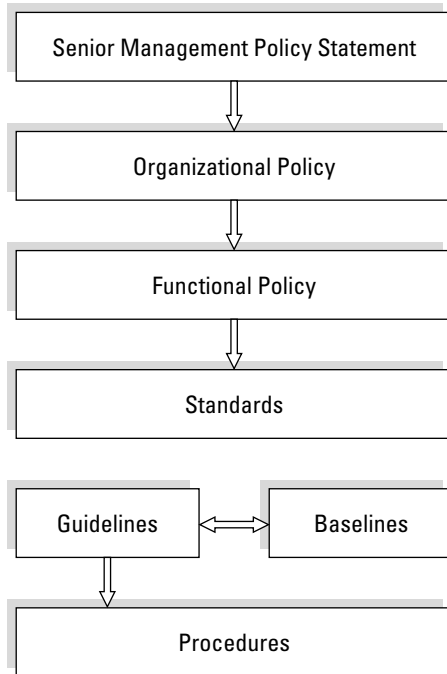 Senior Management Policy Statement
Organizational Policy
Functional Policy
Standards
Guidelines
Baselines
Procedures